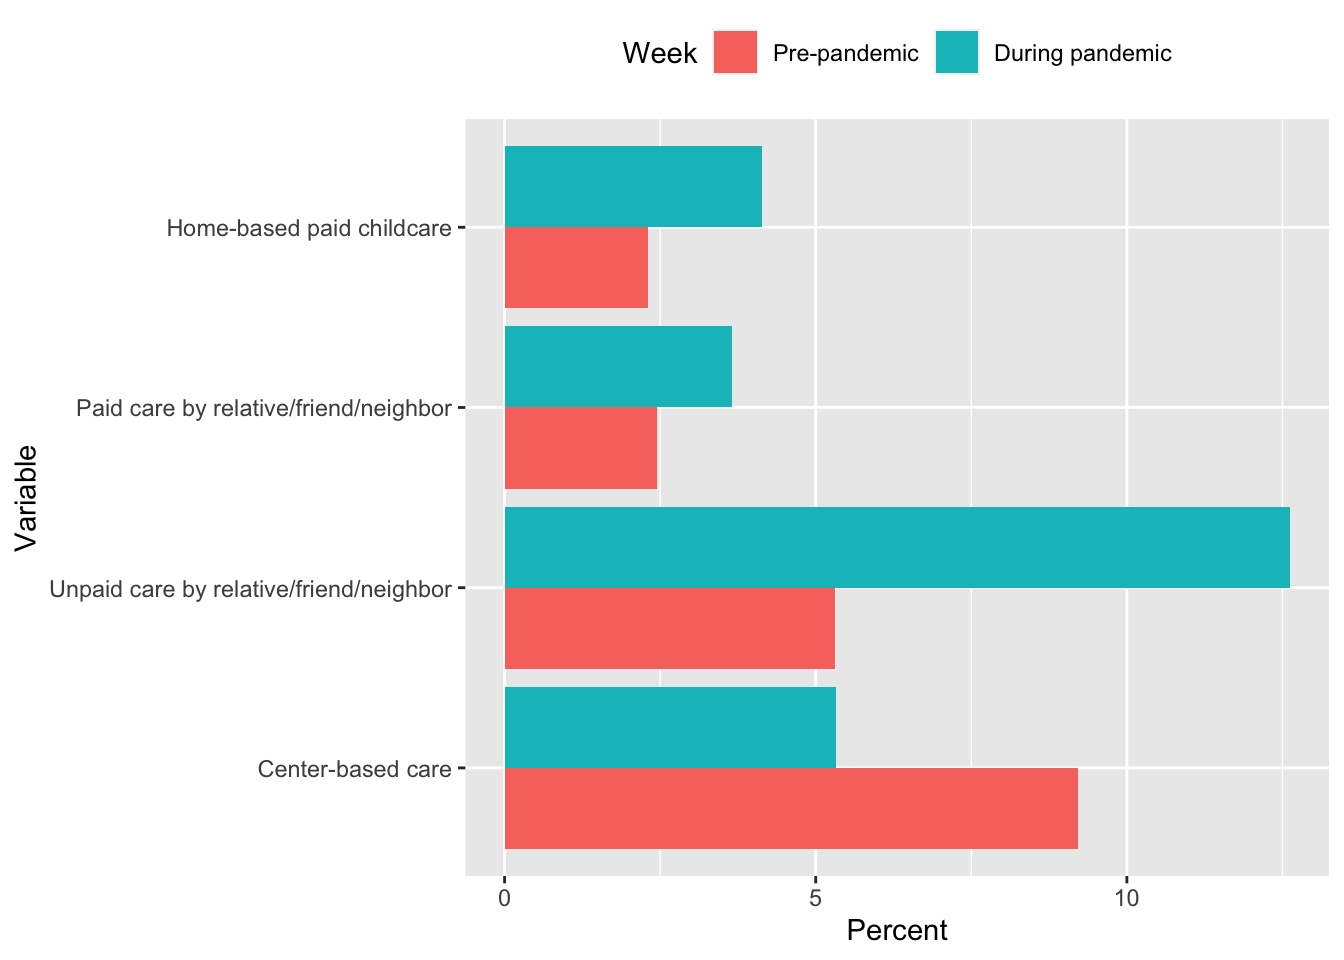 Week Pre-pandemic During pandemic
Home-based paid childcare
Paid care by relative/friend/neighbor
Unpaid care by relative/friend/neighbor
Center-based care
Variable
0 5 10
Percent